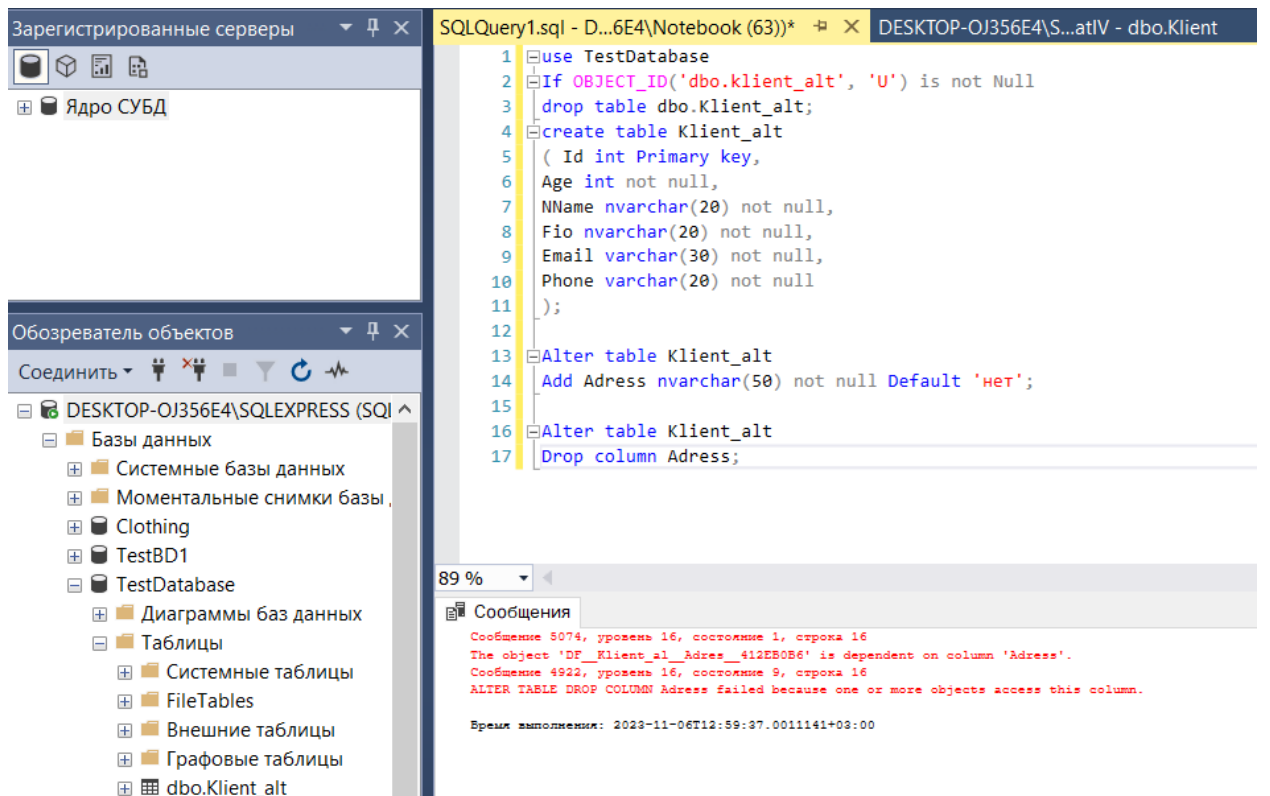 Зарегистрированные серверы
Ядро СУБД
Обозреватель объектов
Соединить
DESKTOP-OJ356E4\SQLEXPRESS (SQL
Базы данных
Системные базы данных
Моментальные снимки базы
Clothing
TestBD1
TestDatabase
Диаграммы баз данных
Таблицы
Системные таблицы
FileTables
Внешние таблицы
Графовые таблицы
dbo.Klient_alt
SQLQuery1.sql - D...6E4\Notebook (63))*
DESKTOP-OJ356E4\S...atIV - dbo.Klient
1 use TestDatabase
2 If OBJECT_ID('dbo.klient_alt', 'U') is not Null
3 drop table dbo.Klient_alt;
4 create table Klient_alt
5 ( Id int Primary key,
6 Age int not null,
7 NName nvarchar(20) not null,
8 Fio nvarchar(20) not null,
9 Email varchar(30) not null,
10 Phone varchar(20) not null
11 );
12
13 Alter table Klient_alt
14 Add Adress nvarchar(50) not null Default 'нет';
15
16 Alter table Klient_alt
17 Drop column Adress;
89 %
Сообщения
Сообщение 5074, уровень 16, состояние 1, строка 16
The object 'DF__Klient_al__Adres__412EB0B6' is dependent on column 'Adress'.
Сообщение 4922, уровень 16, состояние 9, строка 16
ALTER TABLE DROP COLUMN Adress failed because one or more objects access this column.
Время выполнения: 2023-11-06T12:59:37.0011141+03:00